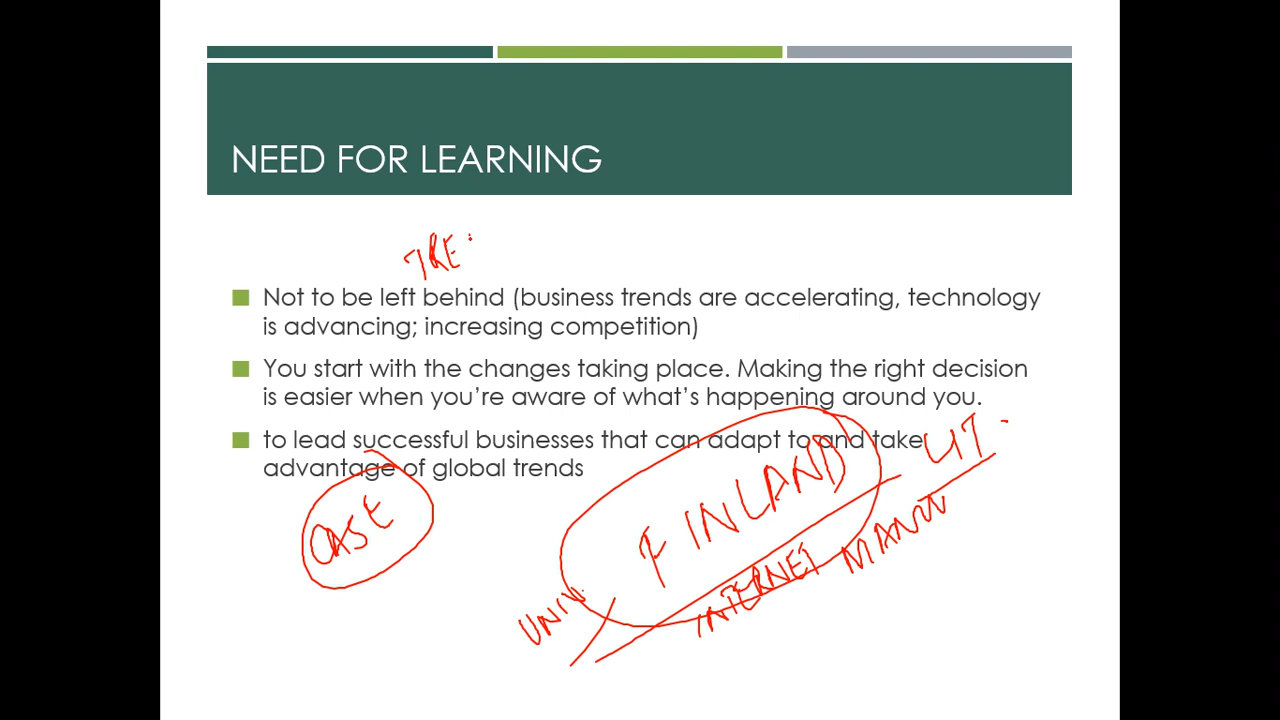 NEED FOR LEARNING
TRE
Not to be left behind (business trends are accelerating, technology
is advancing; increasing competition)
You start with the changes taking place. Making the right decision
is easier when you're aware of what's happening around you.
to lead successful businesses that can adapt to and take
advantage of global trends
CASE
FINLAND
UNIV.
INTERNET